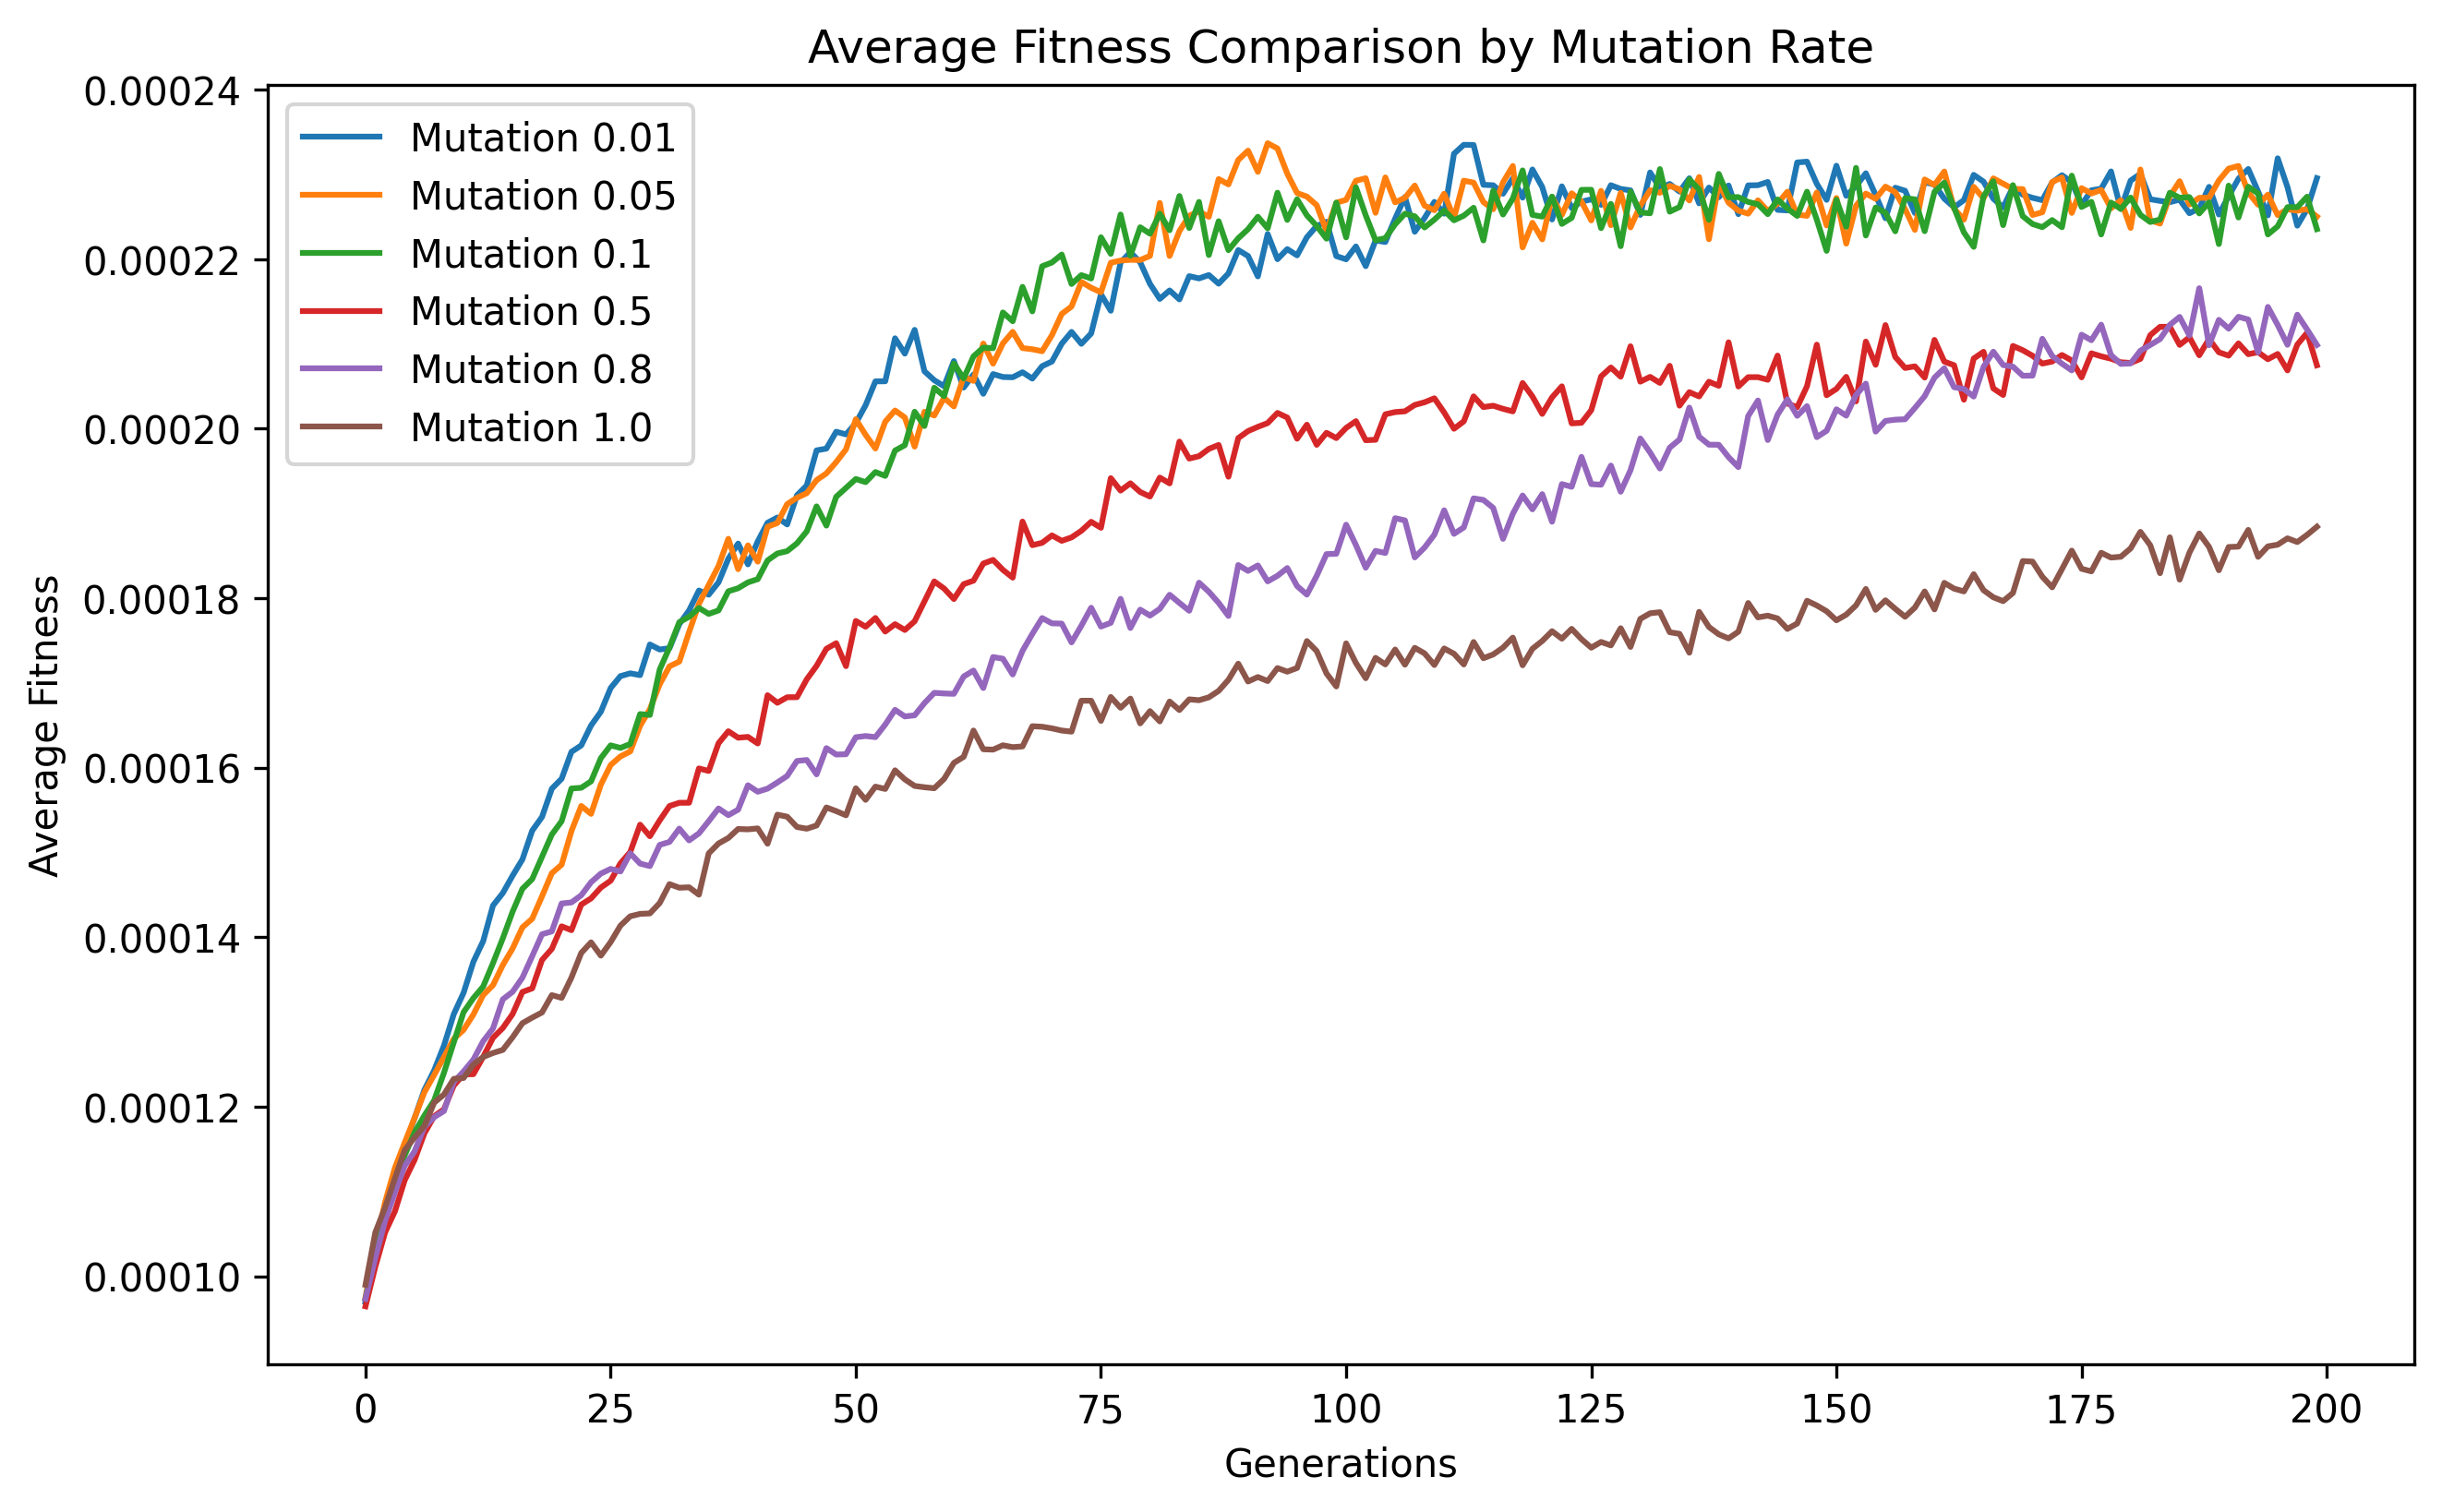 Average Fitness Comparison by Mutation Rate
0.00024
0.00022
0.00020
0.00018
0.00016
0.00014
0.00012
0.00010
Average Fitness
Mutation 0.01
Mutation 0.05
Mutation 0.1
Mutation 0.5
Mutation 0.8
Mutation 1.0
0 25 50 75 100 125 150 175 200
Generations